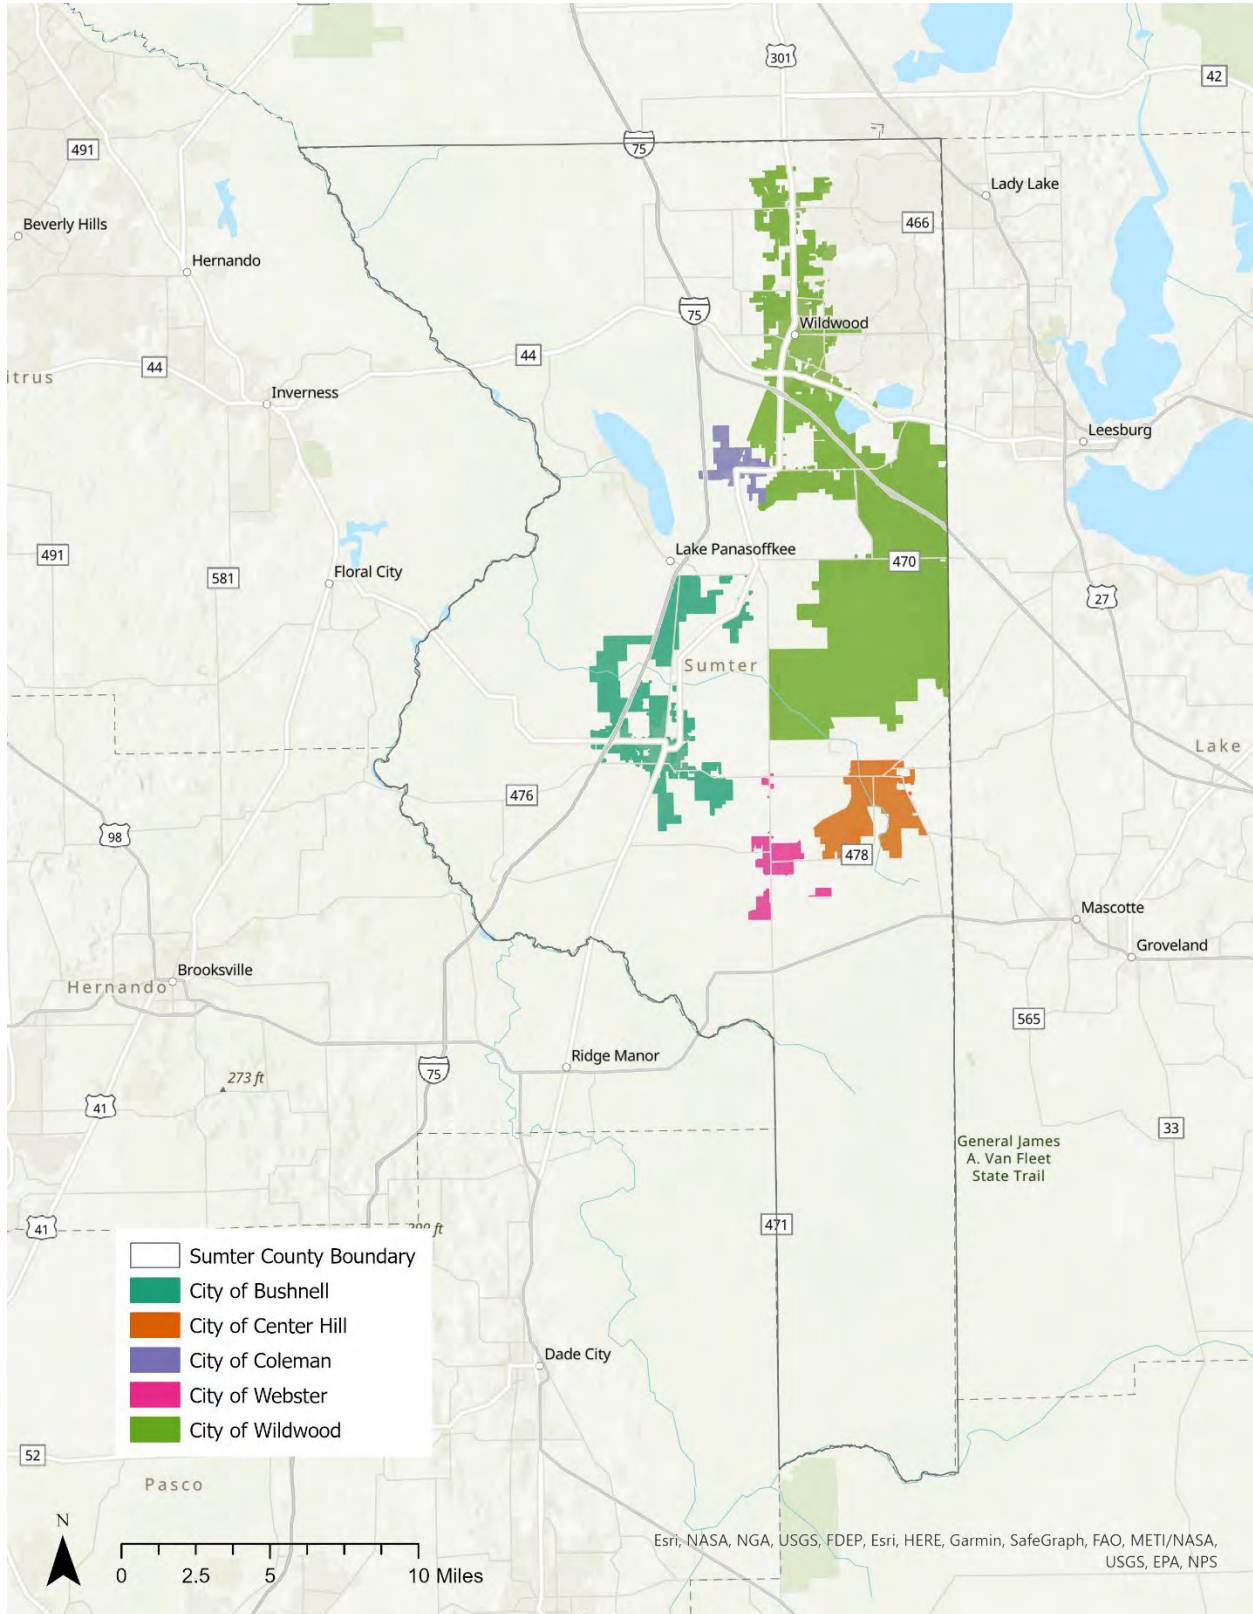 301
42
491
75
Lady Lake
466
Beverly Hills
Hernando
75
Wildwood
44
44
itrus
Inverness
Leesburg
491
581
Floral City
Lake Panasoffkee
470
27
Sumter
Lake
476
98
478
Mascotte
Groveland
Brooksville
Hernando
565
Ridge Manor
75
273 ft
41
33
General James
A. Van Fleet
State Trail
471
41
299 ft
Sumter County Boundary
City of Bushnell
City of Center Hill
City of Coleman
City of Webster
City of Wildwood
Dade City
52
Pasco
N
0 2.5 5 10 Miles
Esri, NASA, NGA, USGS, FDEP, Esri, HERE, Garmin, SafeGraph, FAO, METI/NASA,
USGS, EPA, NPS